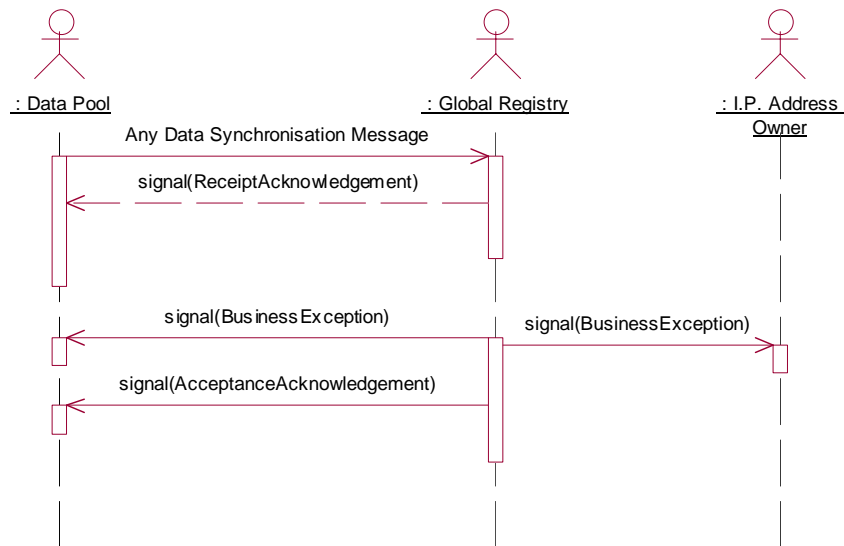 : Data Pool
: Global Registry
: I.P. Address
Owner
Any Data Synchronisation Message
signal(ReceiptAcknowledgement)
signal(BusinessException)
signal(BusinessException)
signal(AcceptanceAcknowledgement)